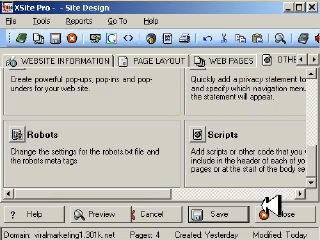 XSite Pro - - Site Design
File Tools Reports Go To Help
WEBSITE INFORMATION PAGE LAYOUT WEB PAGES OTHE
Create powerful pop-ups, pop-ins and pop-
unders for your web site.
Quickly add a privacy statement to
and specify which navigation menu
the statement will appear.
Robots
Change the settings for the robots.txt file and
the robots meta tags.
Scripts
Add scripts or other code that you
include in the header of each of yo
pages or at the start of the body se
Help Preview Cancel Save Close
Domain: viralmarketing1.301k.net Pages: 4 Created: Yesterday Modified: Today